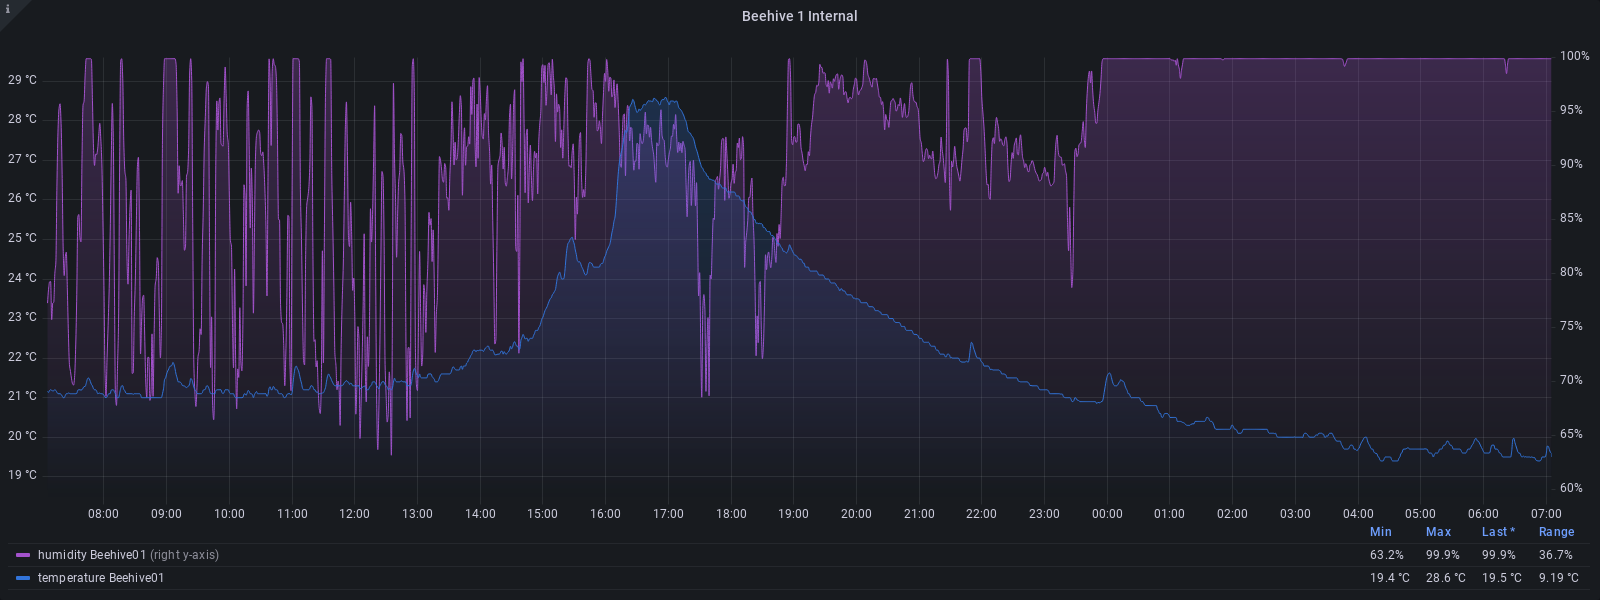 i
Beehive 1 Internal
29 °C
28 °C
27 °C
26 °C
25 °C
24 °C
23 °C
22 °C
21 °C
20 °C
19 °C
100%
95%
90%
85%
80%
75%
70%
65%
60%
08:00 09:00 10:00 11:00 12:00 13:00 14:00 15:00 16:00 17:00 18:00 19:00 20:00 21:00 22:00 23:00 00:00 01:00 02:00 03:00 04:00 05:00 06:00 07:00
Min Max Last * Range
humidity Beehive01 (right y-axis) 63.2% 99.9% 99.9% 36.7%
temperature Beehive01 19.4 °C 28.6 °C 19.5 °C 9.19 °C